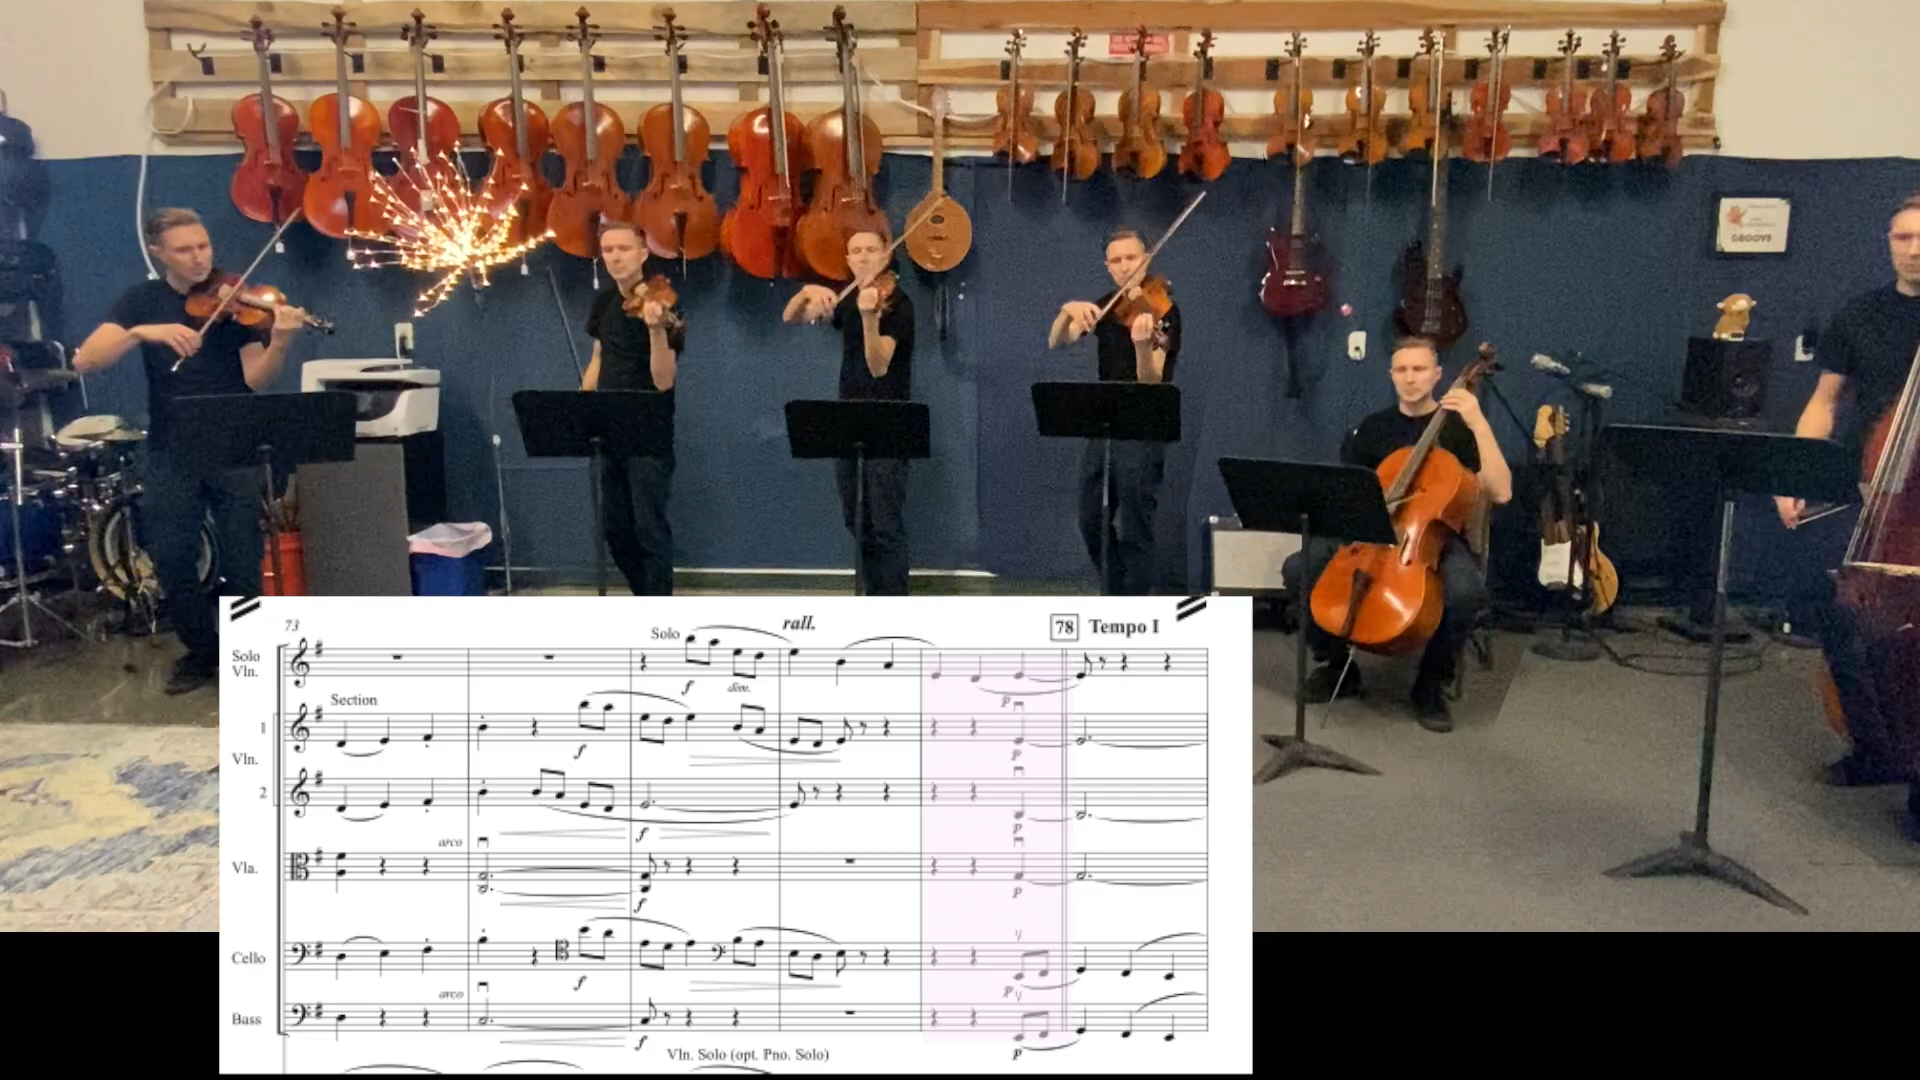 GROOVE
73
rall.
78 Tempo I
Solo
Solo
Vln.
f
dim.
p
Section
1
f
p
Vln.
2
f
p
arco
Vla.
f
p
Cello
f
p
arco
Bass
f
p
Vln. Solo (opt. Pno. Solo)